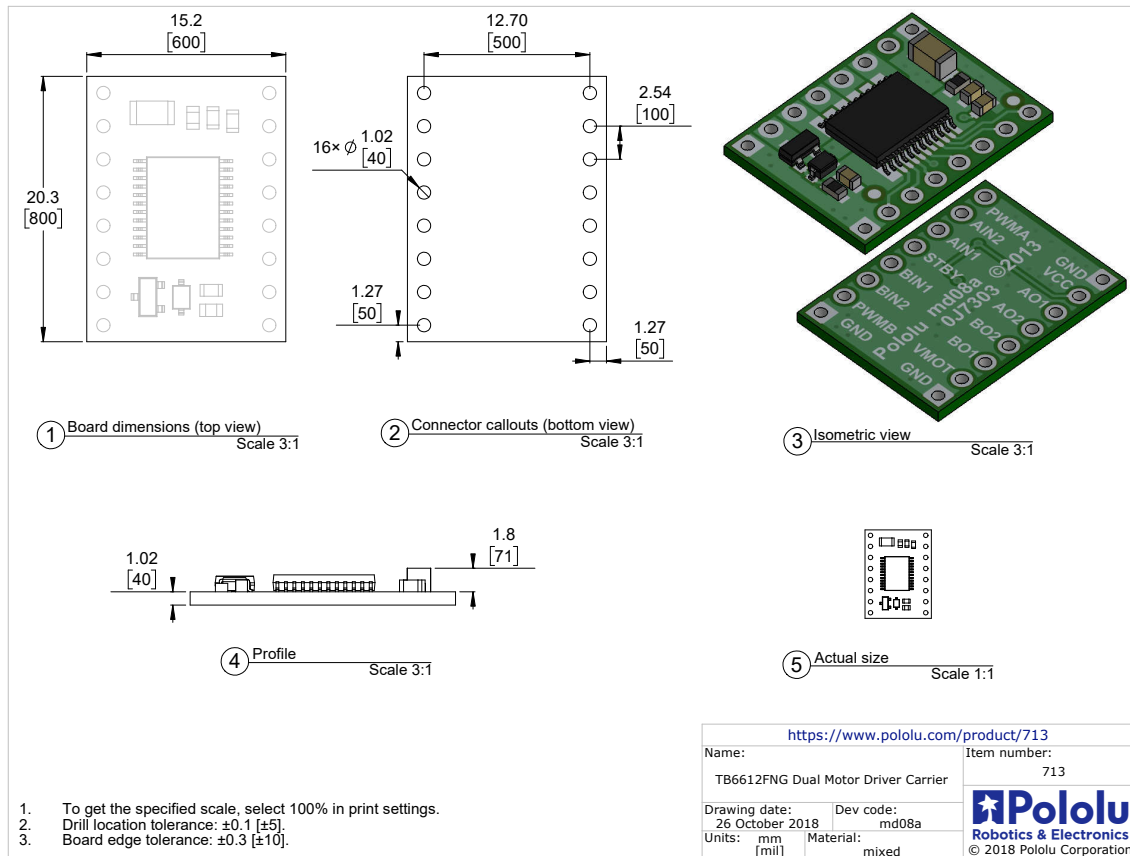 15.2
[600]
20.3
[800]
1 Board dimensions (top view)
Scale 3:1
12.70
[500]
2.54
[100]
16× ⌀ 1.02
[40]
1.27
[50]
1.27
[50]
2 Connector callouts (bottom view)
Scale 3:1
PWMA
AIN2
AIN1
STBY
BIN1
BIN2
PWMB
GND
GND
VCC
AO1
AO2
BO2
BO1
VMOT
GND
Pololu md08a ©2013
0J7303
3 Isometric view
Scale 3:1
1.02
[40]
1.8
[71]
4 Profile
Scale 3:1
5 Actual size
Scale 1:1
1. To get the specified scale, select 100% in print settings.
2. Drill location tolerance: ±0.1 [±5].
3. Board edge tolerance: ±0.3 [±10].
https://www.pololu.com/product/713
Name:
TB6612FNG Dual Motor Driver Carrier
Item number:
713
Drawing date:
26 October 2018
Dev code:
md08a
Units: mm
[mil]
Material:
mixed
Pololu
Robotics & Electronics
© 2018 Pololu Corporation